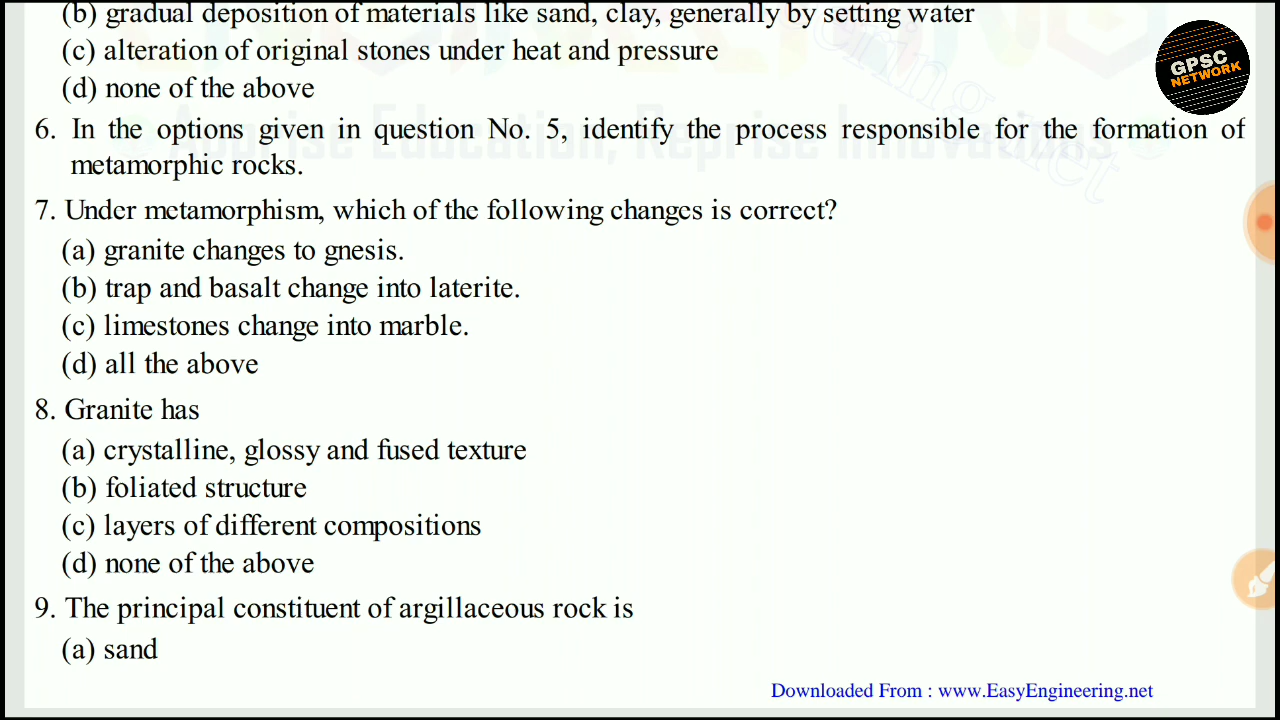 (b) gradual deposition of materials like sand, clay, generally by setting water
(c) alteration of original stones under heat and pressure
(d) none of the above
GPSC
NETWORK
6. In the options given in question No. 5, identify the process responsible for the formation of
metamorphic rocks.
7. Under metamorphism, which of the following changes is correct?
(a) granite changes to gnesis.
(b) trap and basalt change into laterite.
(c) limestones change into marble.
(d) all the above
8. Granite has
(a) crystalline, glossy and fused texture
(b) foliated structure
(c) layers of different compositions
(d) none of the above
9. The principal constituent of argillaceous rock is
(a) sand
Downloaded From : www.EasyEngineering.net